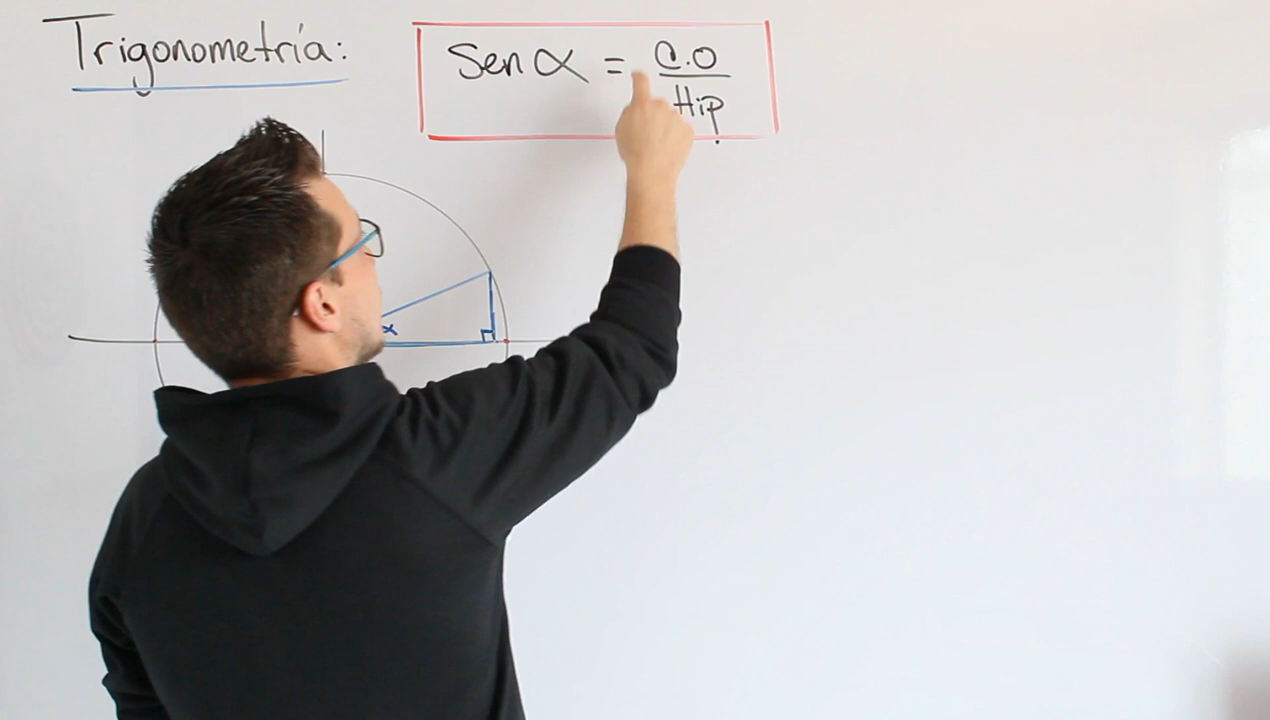 Trigonometría:
Sen α = C.O
Hip
α